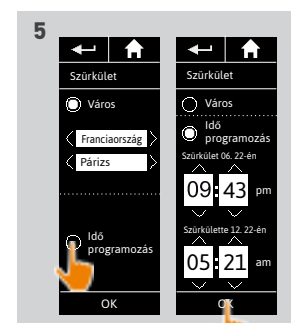 5
Szürkület
Város
Franciaország
Párizs
Idő
programozás
OK
Szürkület
Város
Idő
programozás
Szürkület 06. 22-én
09:43 pm
Szürkülette 12. 22-én
05:21 am
OK